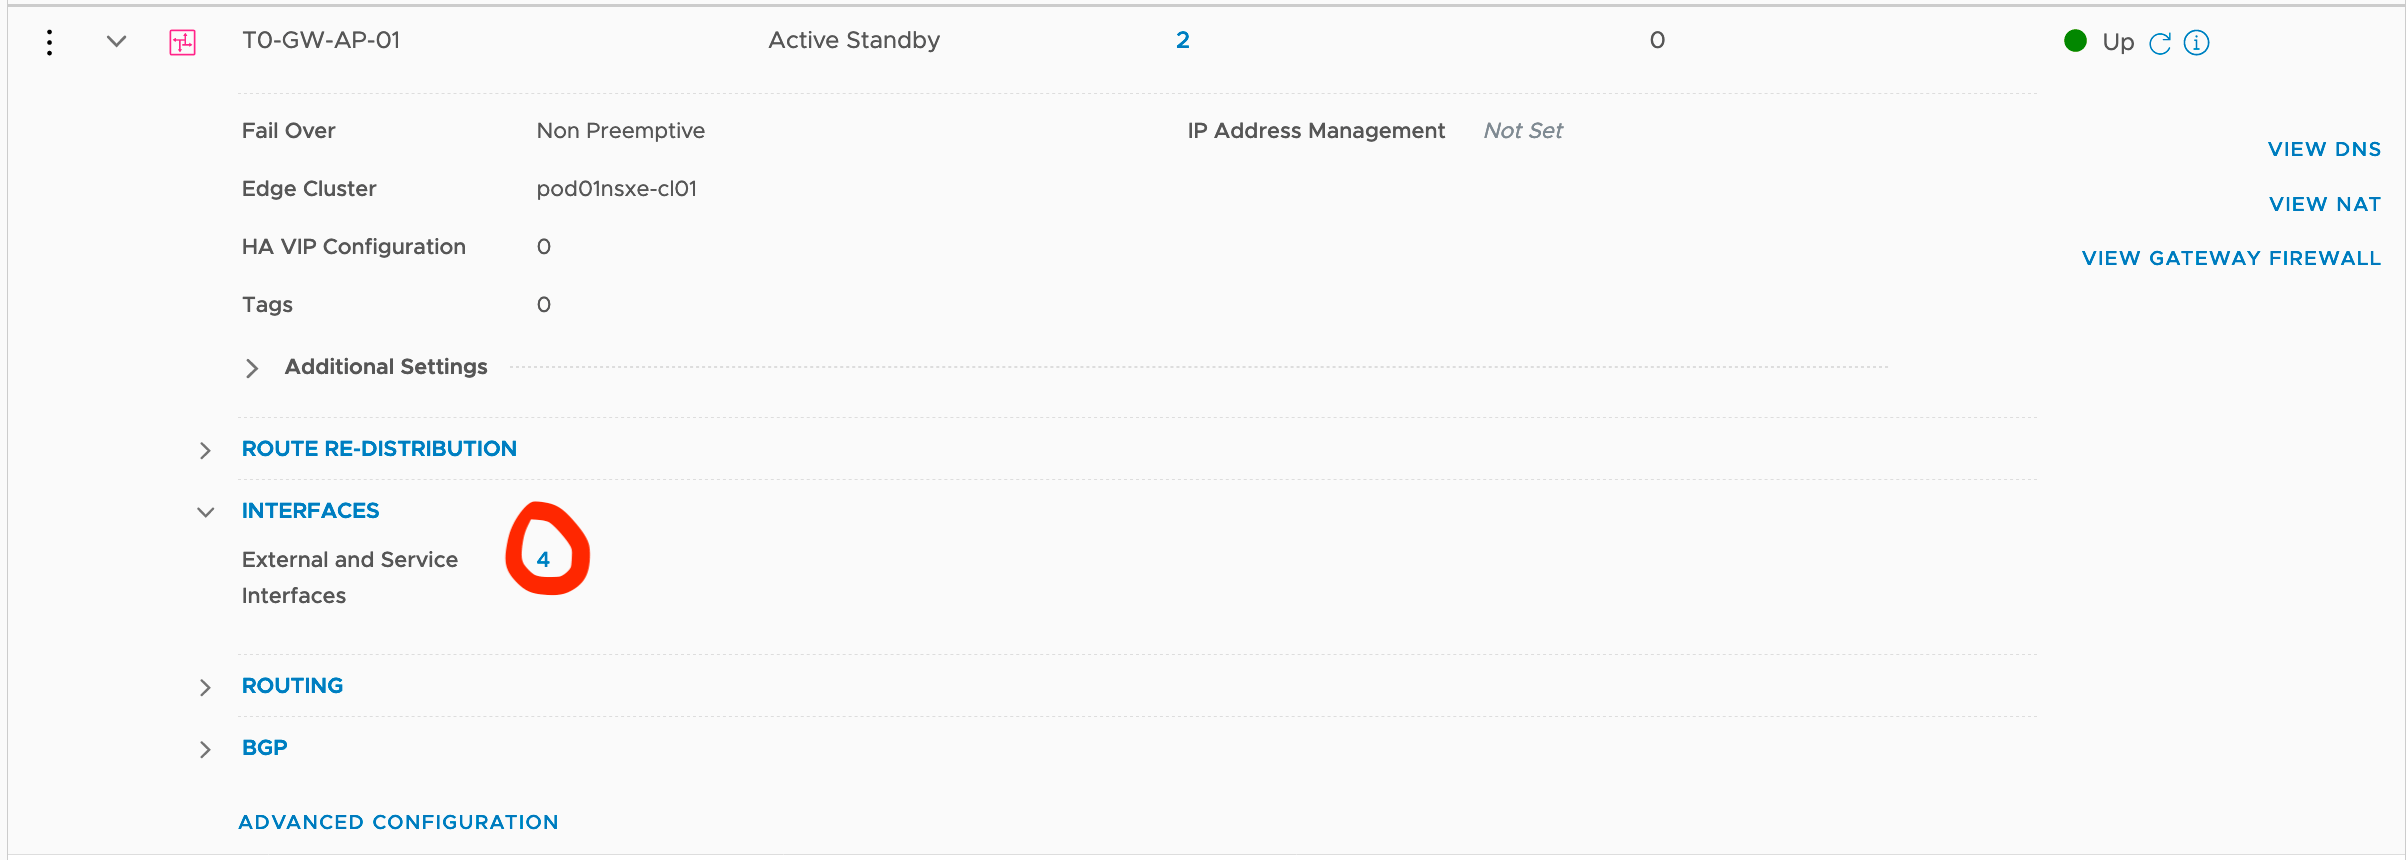 T0-GW-AP-01 Active Standby 2 0 Up
Fail Over Non Preemptive IP Address Management Not Set
VIEW DNS
Edge Cluster pod01nsxe-cl01
VIEW NAT
HA VIP Configuration 0
VIEW GATEWAY FIREWALL
Tags 0
Additional Settings
ROUTE RE-DISTRIBUTION
INTERFACES
External and Service 4
Interfaces
ROUTING
BGP
ADVANCED CONFIGURATION